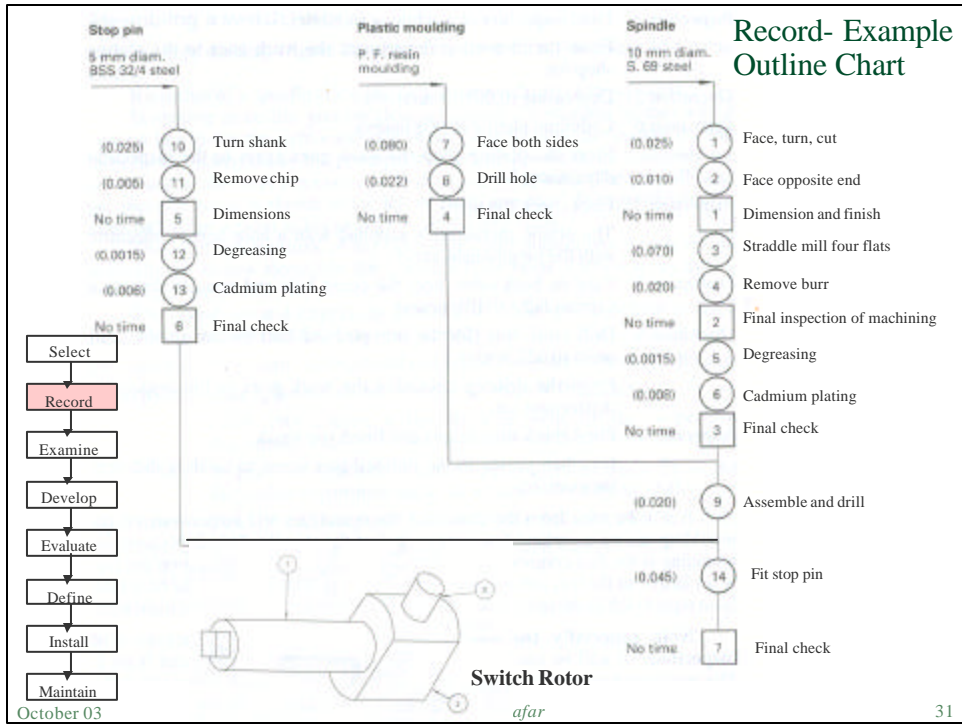 Record- Example
Outline Chart
Stop pin
5 mm diam.
BSS 32/4 steel
(0.025) 10 Turn shank
(0.005) 11 Remove chip
No time 5 Dimensions
(0.0015) 12 Degreasing
(0.006) 13 Cadmium plating
No time 6 Final check
Plastic moulding
P. F. resin
moulding
(0.080) 7 Face both sides
(0.022) 8 Drill hole
No time 4 Final check
Spindle
10 mm diam.
S. 69 steel
(0.025) 1 Face, turn, cut
(0.010) 2 Face opposite end
No time 1 Dimension and finish
(0.070) 3 Straddle mill four flats
(0.020) 4 Remove burr
No time 2 Final inspection of machining
(0.0015) 5 Degreasing
(0.008) 6 Cadmium plating
No time 3 Final check
(0.020) 9 Assemble and drill
(0.045) 14 Fit stop pin
No time 7 Final check
Select
Record
Examine
Develop
Evaluate
Define
Install
Maintain
Switch Rotor
October 03
afar
31